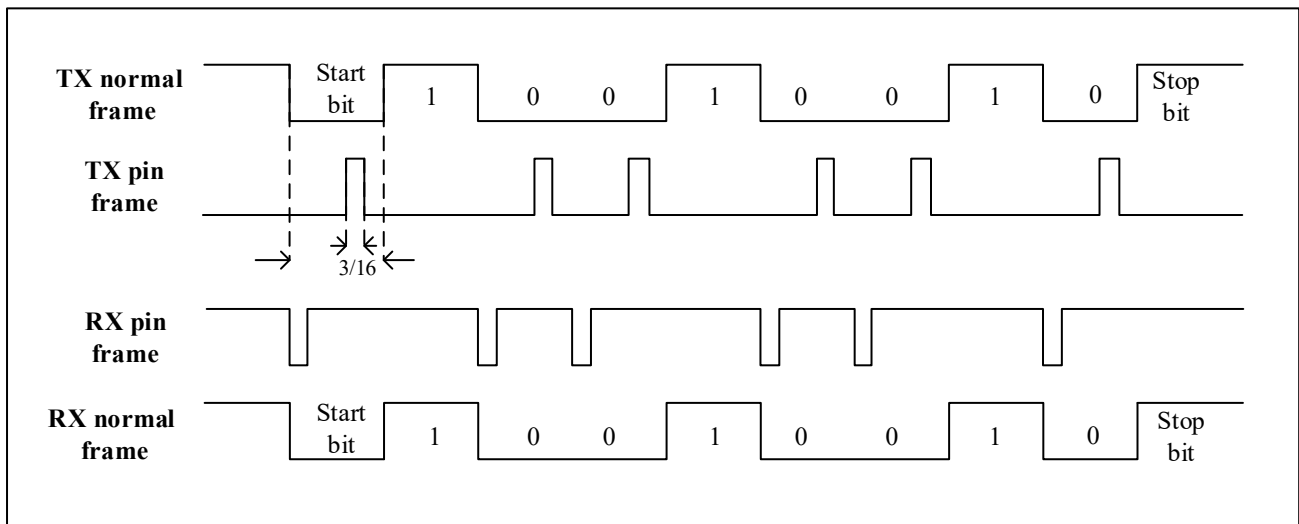 TX normal
frame
Start
bit
1 0 0 1 0 0 1 0
Stop
bit
TX pin
frame
3/16
RX pin
frame
RX normal
frame
Start
bit
1 0 0 1 0 0 1 0
Stop
bit